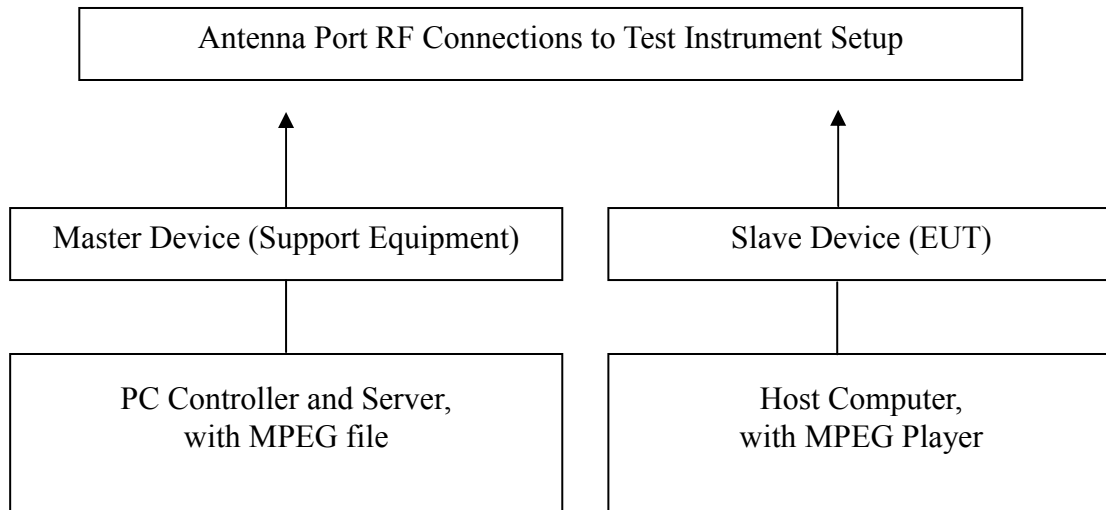 Antenna Port RF Connections to Test Instrument Setup
Master Device (Support Equipment)
Slave Device (EUT)
PC Controller and Server,
with MPEG file
Host Computer,
with MPEG Player